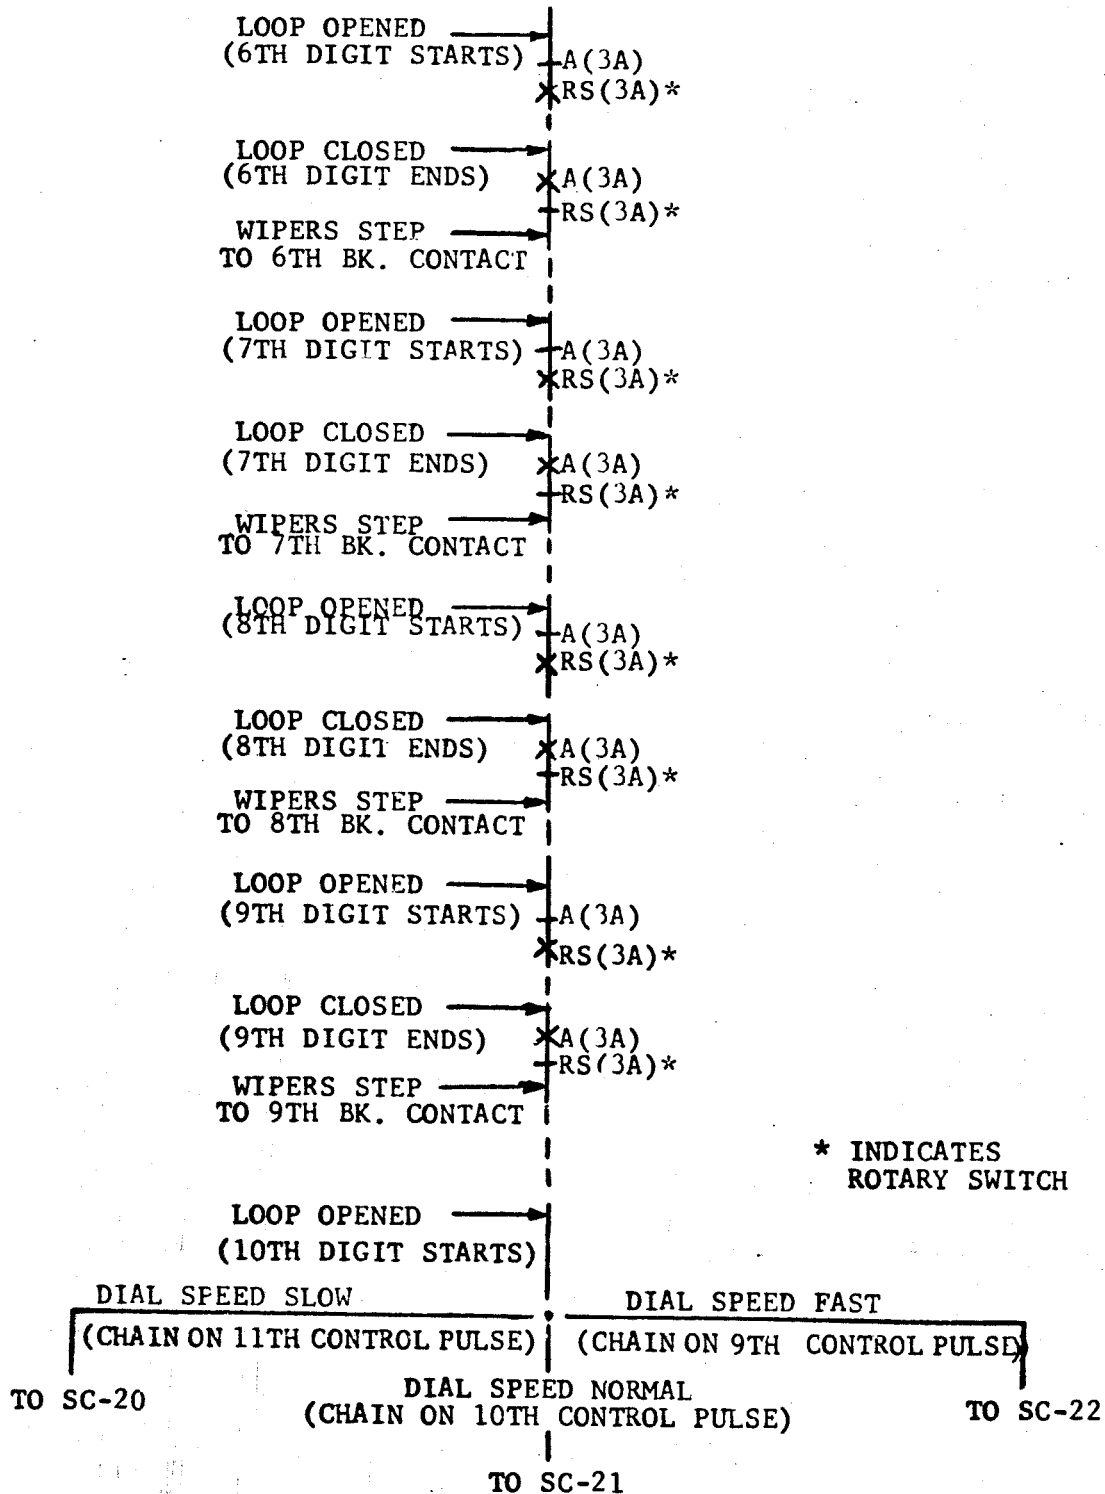 LOOP OPENED
(6TH DIGIT STARTS)
A(3A)
RS(3A)*
LOOP CLOSED
(6TH DIGIT ENDS)
A(3A)
RS(3A)*
WIPERS STEP
TO 6TH BK. CONTACT
LOOP OPENED
(7TH DIGIT STARTS)
A(3A)
RS(3A)*
LOOP CLOSED
(7TH DIGIT ENDS)
A(3A)
RS(3A)*
WIPERS STEP
TO 7TH BK. CONTACT
LOOP OPENED
(8TH DIGIT STARTS)
A(3A)
RS(3A)*
LOOP CLOSED
(8TH DIGIT ENDS)
A(3A)
RS(3A)*
WIPERS STEP
TO 8TH BK. CONTACT
LOOP OPENED
(9TH DIGIT STARTS)
A(3A)
RS(3A)*
LOOP CLOSED
(9TH DIGIT ENDS)
A(3A)
RS(3A)*
WIPERS STEP
TO 9TH BK. CONTACT
* INDICATES
ROTARY SWITCH
LOOP OPENED
(10TH DIGIT STARTS)
DIAL SPEED SLOW
(CHAIN ON 11TH CONTROL PULSE)
TO SC-20
DIAL SPEED FAST
(CHAIN ON 9TH CONTROL PULSE)
TO SC-22
DIAL SPEED NORMAL
(CHAIN ON 10TH CONTROL PULSE)
TO SC-21